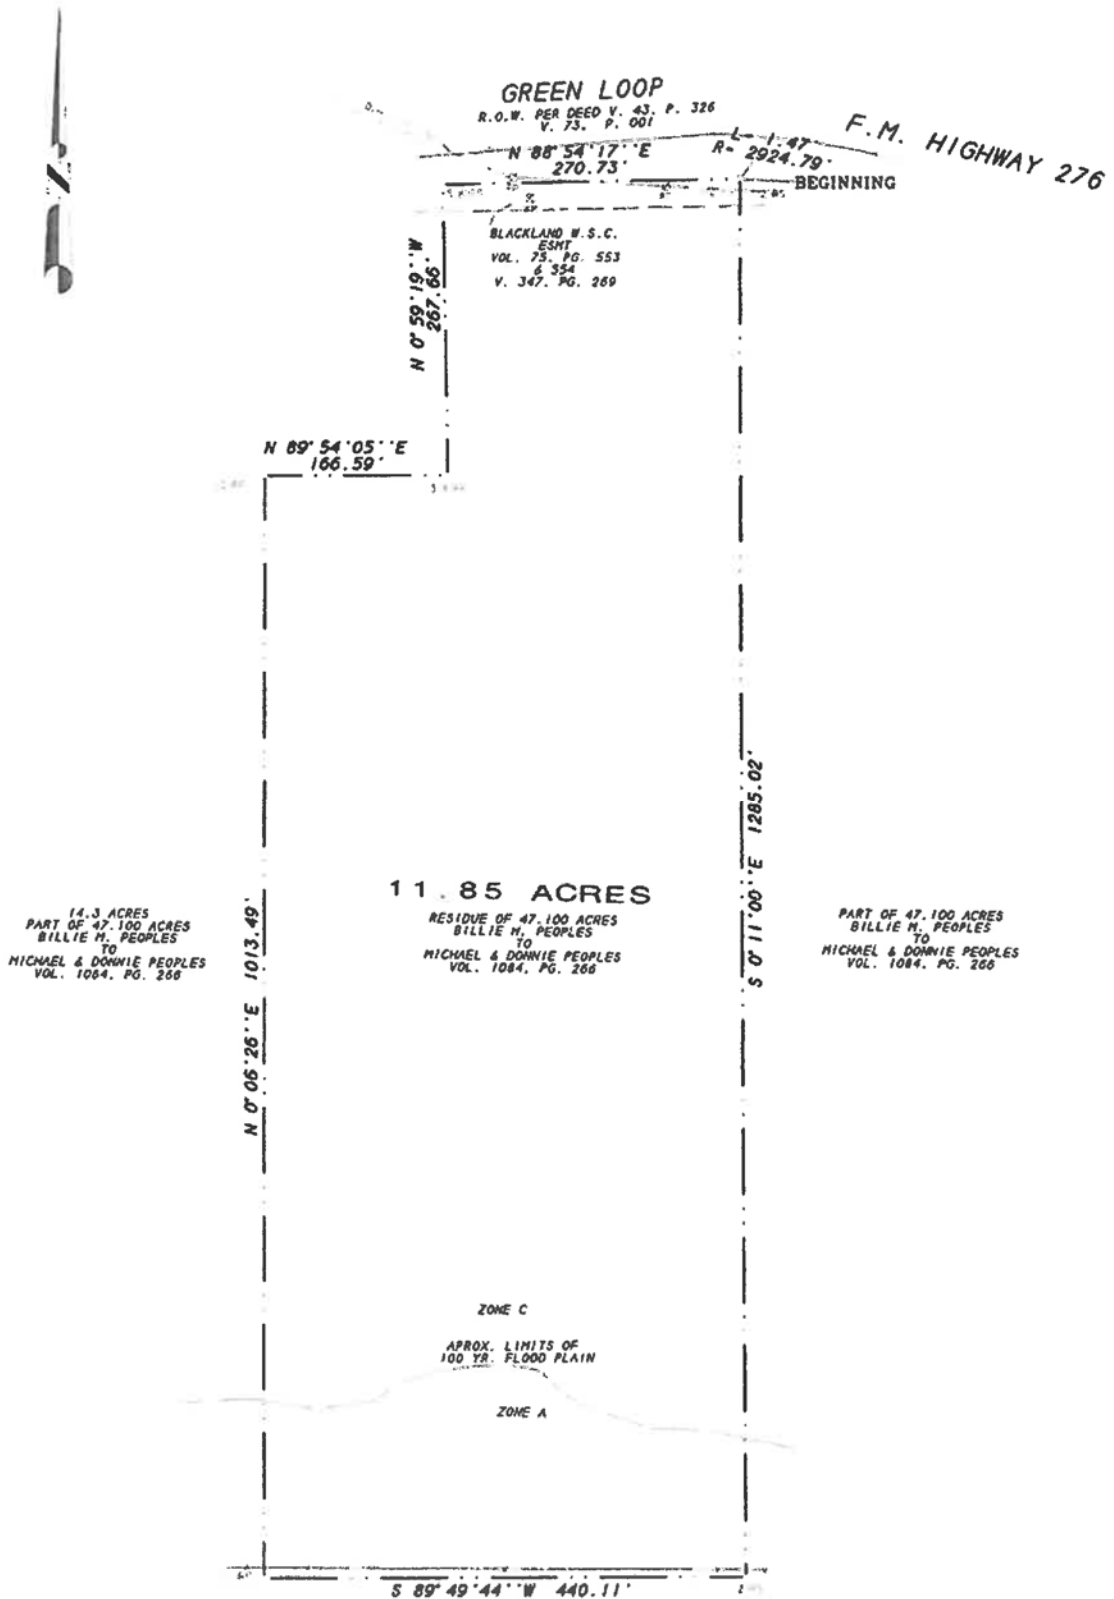 GREEN LOOP
R.O.W. PER DEED V. 43. P. 326
V. 73. P. 001
N 88° 54' 17'' E
270.73'
L= 1.47'
R= 2924.79'
F.M. HIGHWAY 276
BEGINNING
BLACKLAND W.S.C.
ESMT
VOL. 75. PG. 553
& 554
V. 347. PG. 269
N 0° 59' 19'' W
267.66'
N 89° 54' 05'' E
166.59'
S 0° 11' 00'' E 1285.02'
11.85 ACRES
RESIDUE OF 47.100 ACRES
BILLIE M. PEOPLES
TO
MICHAEL & DONNIE PEOPLES
VOL. 1084. PG. 266
14.3 ACRES
PART OF 47.100 ACRES
BILLIE M. PEOPLES
TO
MICHAEL & DONNIE PEOPLES
VOL. 1084. PG. 266
PART OF 47.100 ACRES
BILLIE M. PEOPLES
TO
MICHAEL & DONNIE PEOPLES
VOL. 1084. PG. 266
N 0° 06' 26'' E 1013.49'
ZONE C
APROX. LIMITS OF
100 YR. FLOOD PLAIN
ZONE A
S 89° 49' 44'' W 440.11'